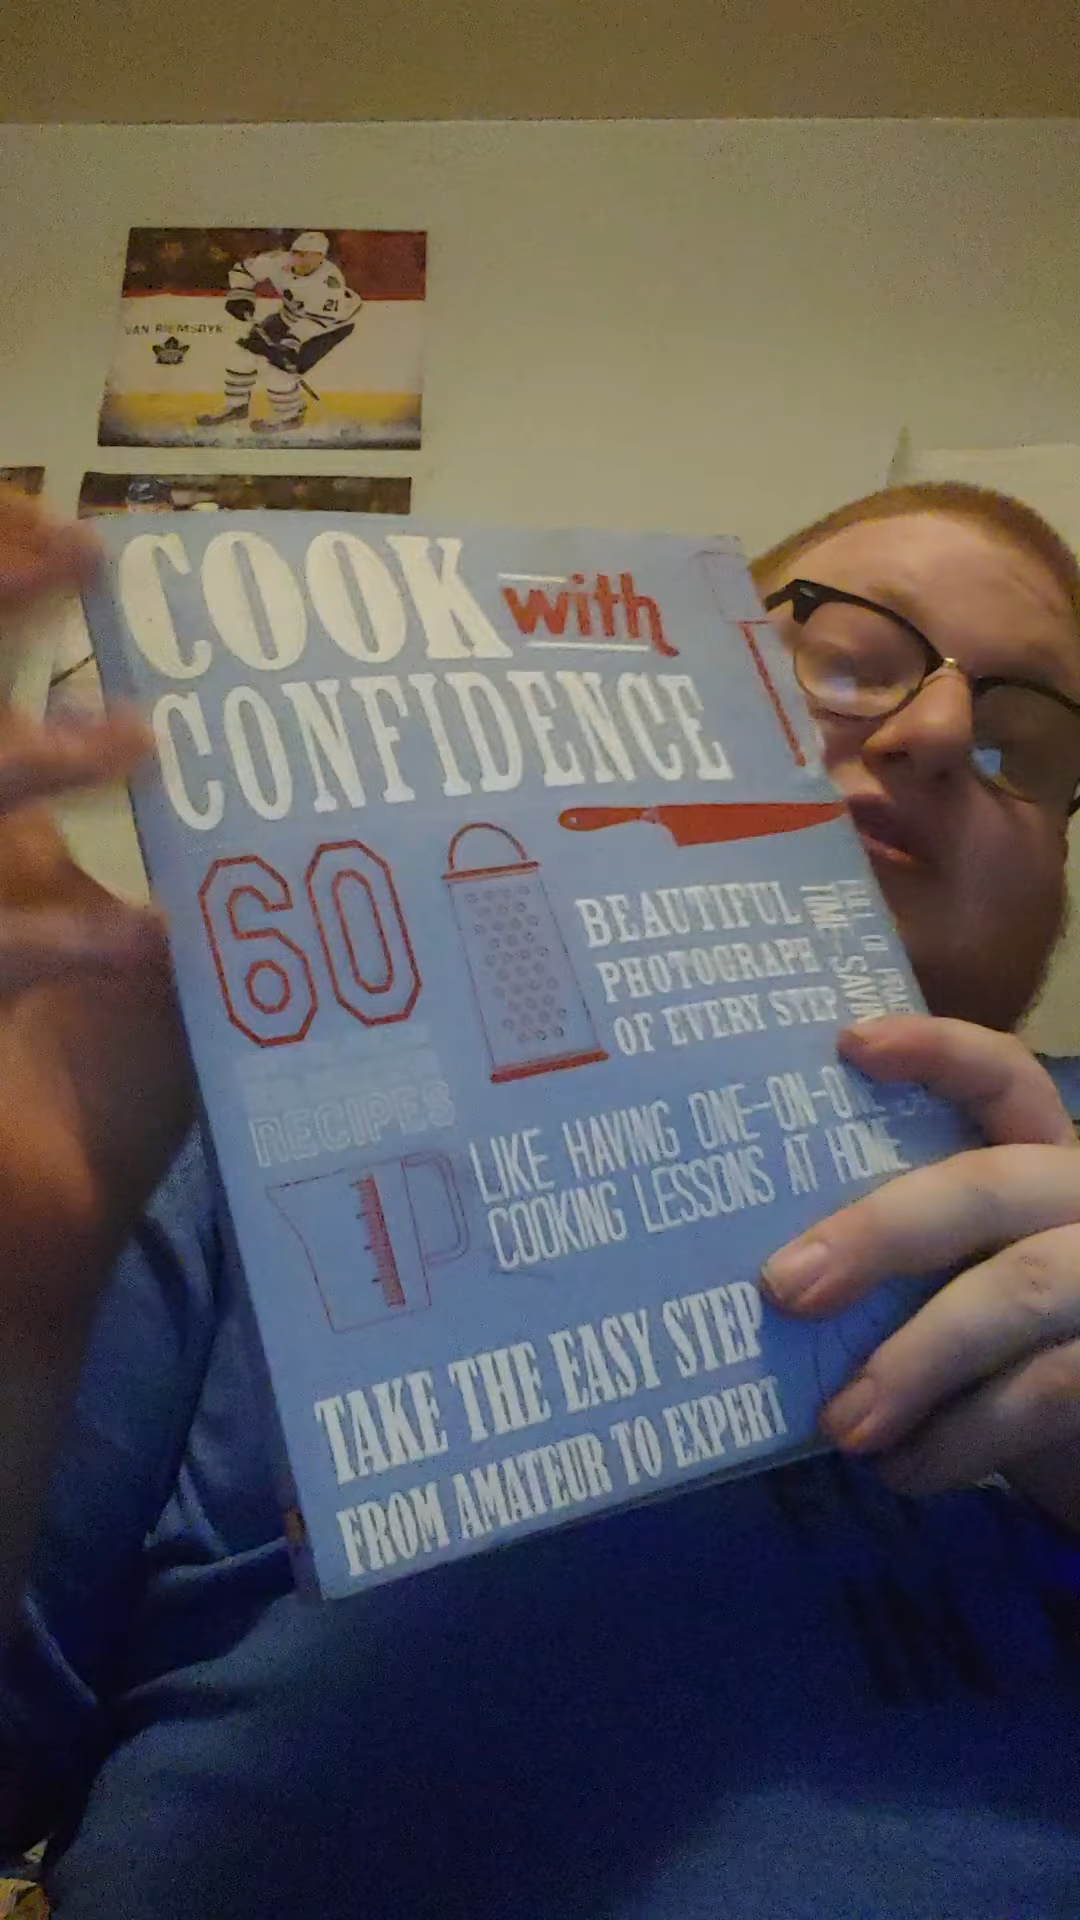 VAN RIEMSDYK
21
COOK with
CONFIDENCE
60
RECIPES
BEAUTIFUL
PHOTOGRAPH
OF EVERY STEP
LIKE HAVING ONE-ON-ONE
COOKING LESSONS AT HOME
TAKE THE EASY STEP
FROM AMATEUR TO EXPERT